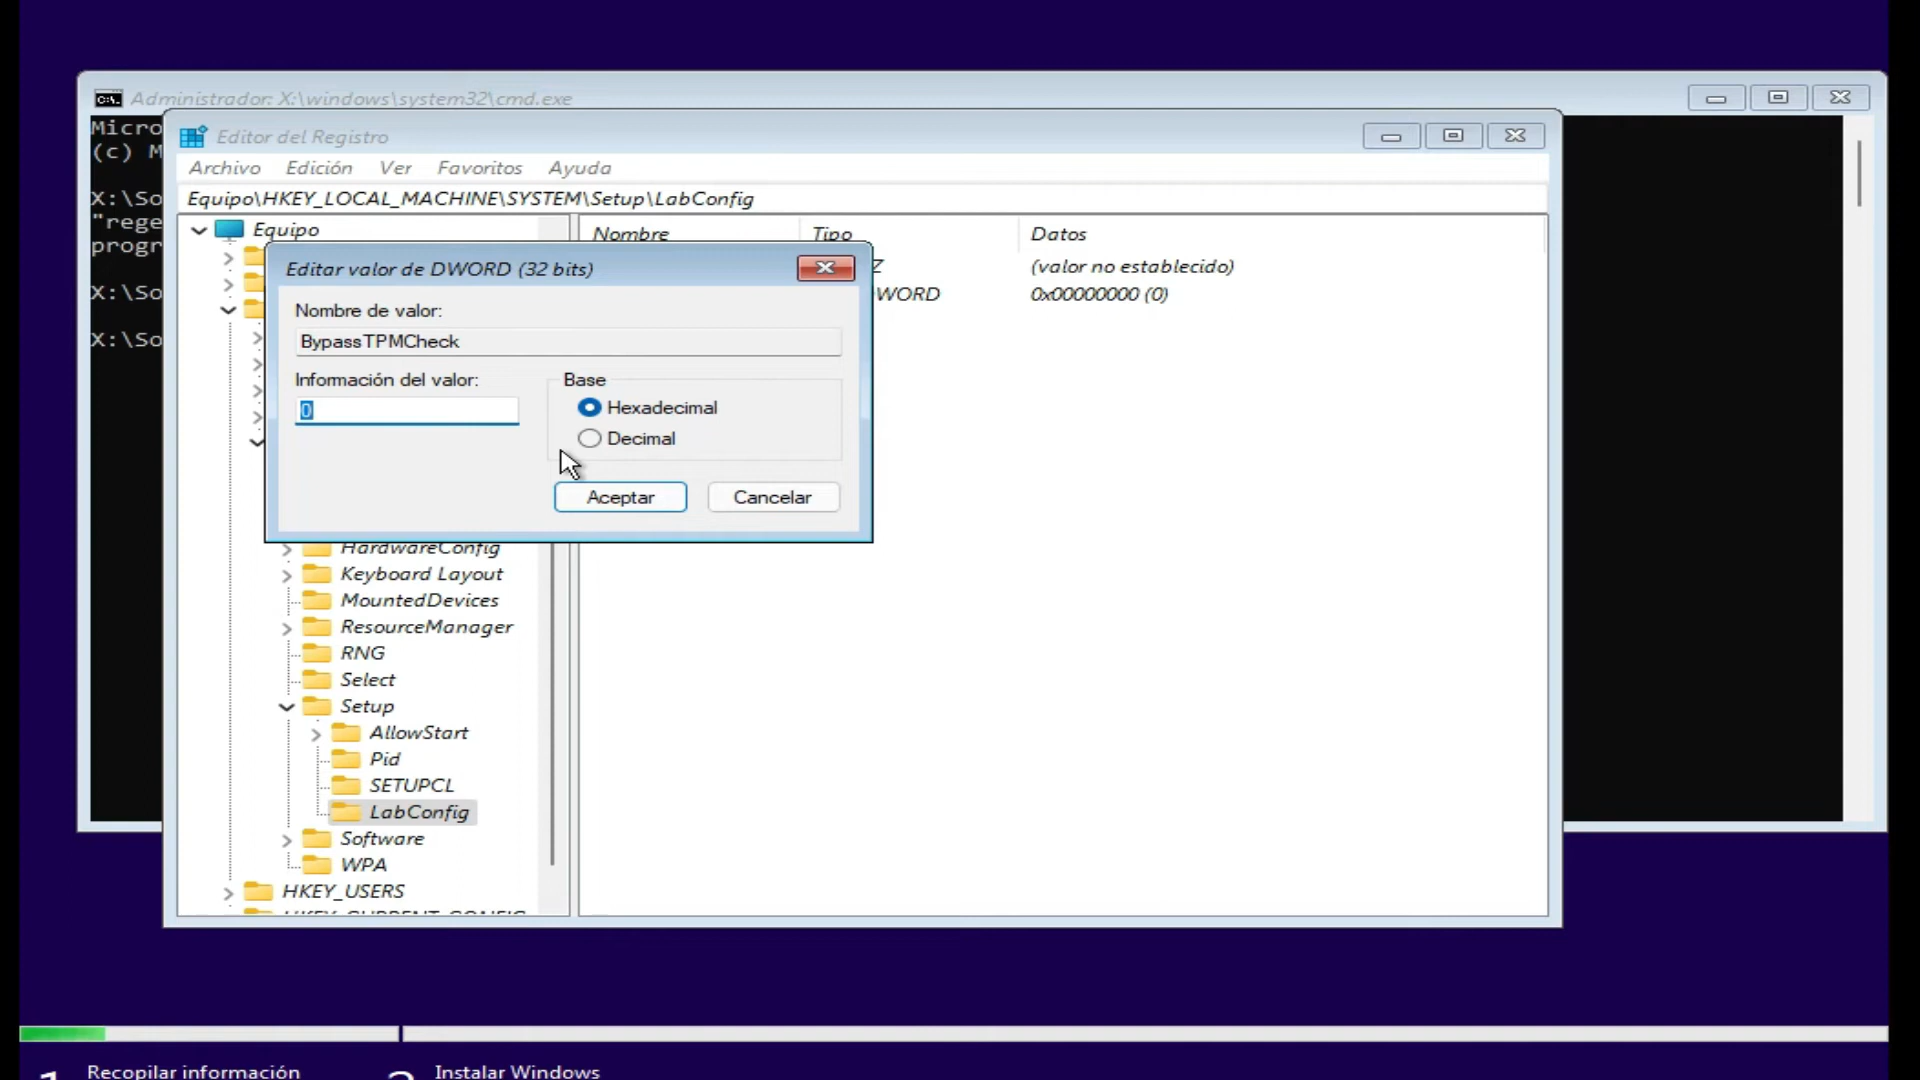 Administrador: X:\windows\system32\cmd.exe
Micro
(c) M
X:\So
"rege
progr
X:\So
X:\So
Editor del Registro
Archivo Edición Ver Favoritos Ayuda
Equipo\HKEY_LOCAL_MACHINE\SYSTEM\Setup\LabConfig
Equipo
Nombre Tipo Datos
Z (valor no establecido)
WORD 0x00000000 (0)
Editar valor de DWORD (32 bits)
Nombre de valor:
BypassTPMCheck
Información del valor:
0
Base
Hexadecimal
Decimal
Aceptar Cancelar
HardwareConfig
Keyboard Layout
MountedDevices
ResourceManager
RNG
Select
Setup
AllowStart
Pid
SETUPCL
LabConfig
Software
WPA
HKEY_USERS
HKEY_CURRENT_CONFIG
1 Recopilar información
2 Instalar Windows